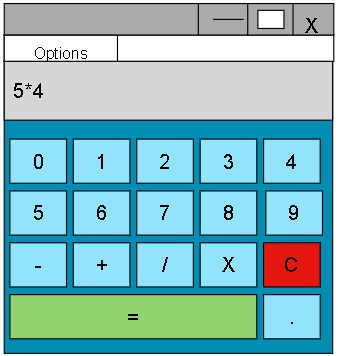 X
Options
5*4
0 1 2 3 4
5 6 7 8 9
- + / X C
= .